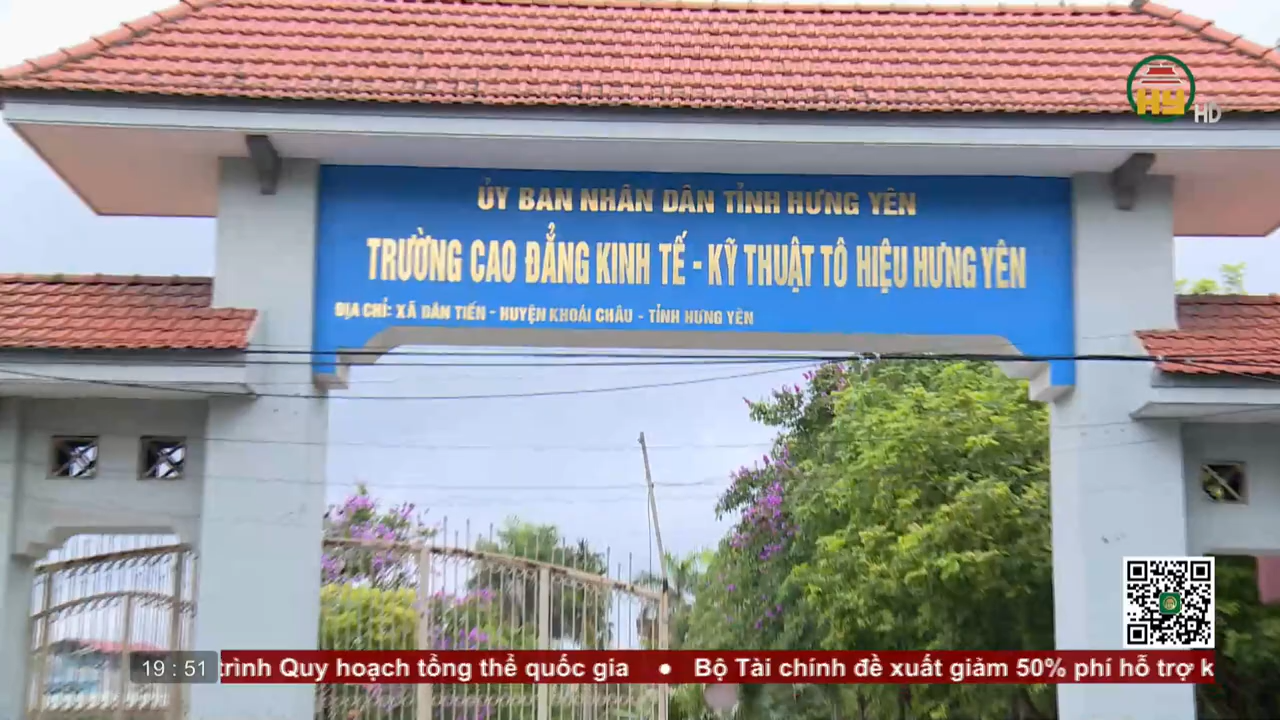 HY HD
ỦY BAN NHÂN DÂN TỈNH HƯNG YÊN
TRƯỜNG CAO ĐẲNG KINH TẾ - KỸ THUẬT TÔ HIỆU HƯNG YÊN
ĐỊA CHỈ: XÃ DÂN TIẾN - HUYỆN KHOÁI CHÂU - TỈNH HƯNG YÊN
19 : 51 trình Quy hoạch tổng thể quốc gia ● Bộ Tài chính đề xuất giảm 50% phí hỗ trợ k